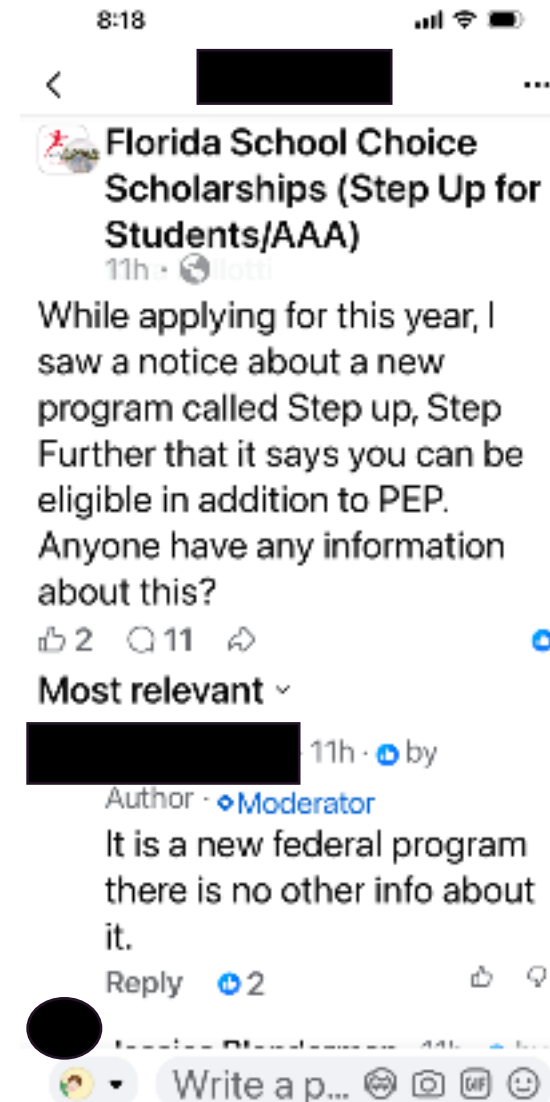 8:18
Florida School Choice
Scholarships (Step Up for
Students/AAA)
11h ·
While applying for this year, I
saw a notice about a new
program called Step up, Step
Further that it says you can be
eligible in addition to PEP.
Anyone have any information
about this?
2 11
Most relevant
11h · by
Author · Moderator
It is a new federal program
there is no other info about
it.
Reply 2
11h
Write a p... GIF